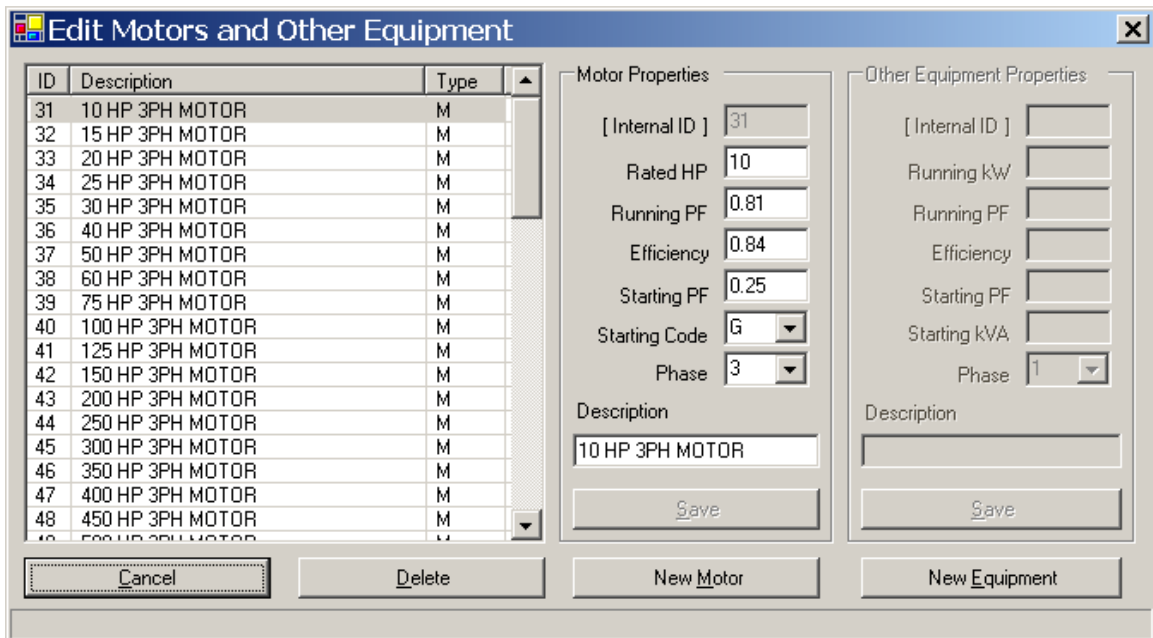 Edit Motors and Other Equipment
ID Description Type
31 10 HP 3PH MOTOR M
32 15 HP 3PH MOTOR M
33 20 HP 3PH MOTOR M
34 25 HP 3PH MOTOR M
35 30 HP 3PH MOTOR M
36 40 HP 3PH MOTOR M
37 50 HP 3PH MOTOR M
38 60 HP 3PH MOTOR M
39 75 HP 3PH MOTOR M
40 100 HP 3PH MOTOR M
41 125 HP 3PH MOTOR M
42 150 HP 3PH MOTOR M
43 200 HP 3PH MOTOR M
44 250 HP 3PH MOTOR M
45 300 HP 3PH MOTOR M
46 350 HP 3PH MOTOR M
47 400 HP 3PH MOTOR M
48 450 HP 3PH MOTOR M
Motor Properties
[ Internal ID ] 31
Rated HP 10
Running PF 0.81
Efficiency 0.84
Starting PF 0.25
Starting Code G
Phase 3
Description
10 HP 3PH MOTOR
Save
Other Equipment Properties
[ Internal ID ]
Running kW
Running PF
Efficiency
Starting PF
Starting kVA
Phase 1
Description
Save
Cancel
Delete
New Motor
New Equipment